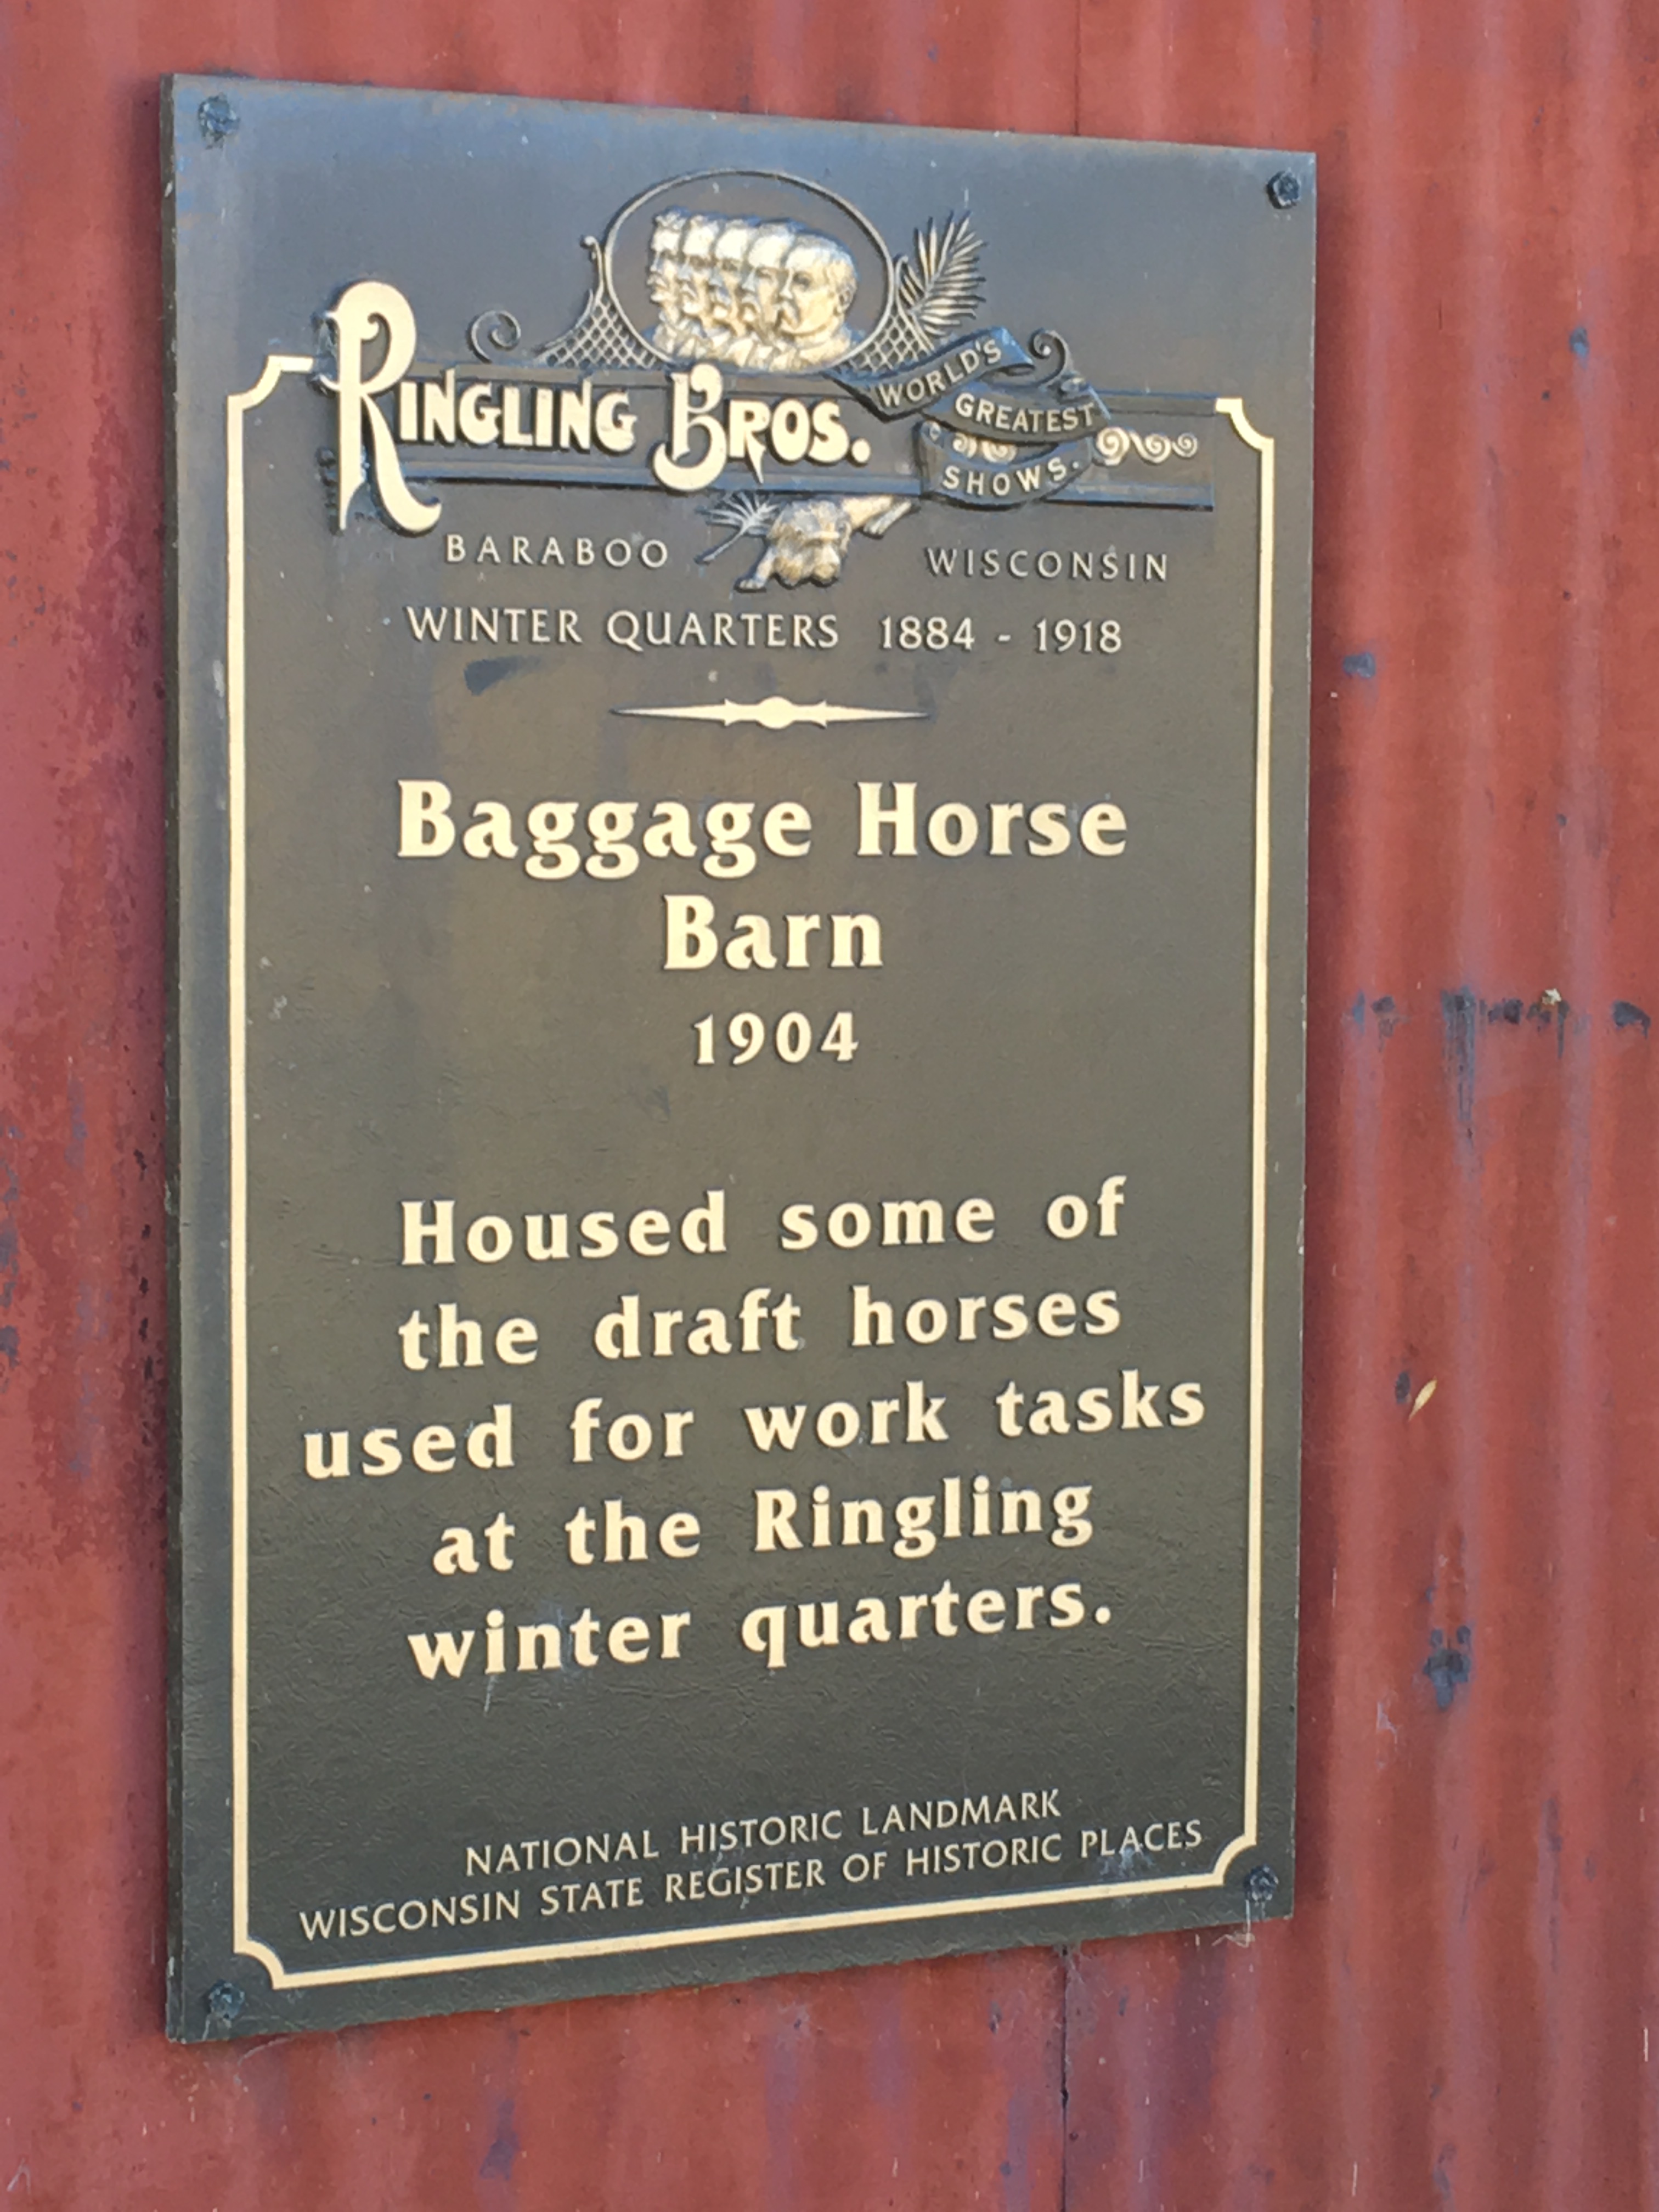 RINGLING BROS.
WORLD'S
GREATEST
SHOWS.
BARABOO WISCONSIN
WINTER QUARTERS 1884 - 1918
Baggage Horse
Barn
1904
Housed some of
the draft horses
used for work tasks
at the Ringling
winter quarters.
NATIONAL HISTORIC LANDMARK
WISCONSIN STATE REGISTER OF HISTORIC PLACES